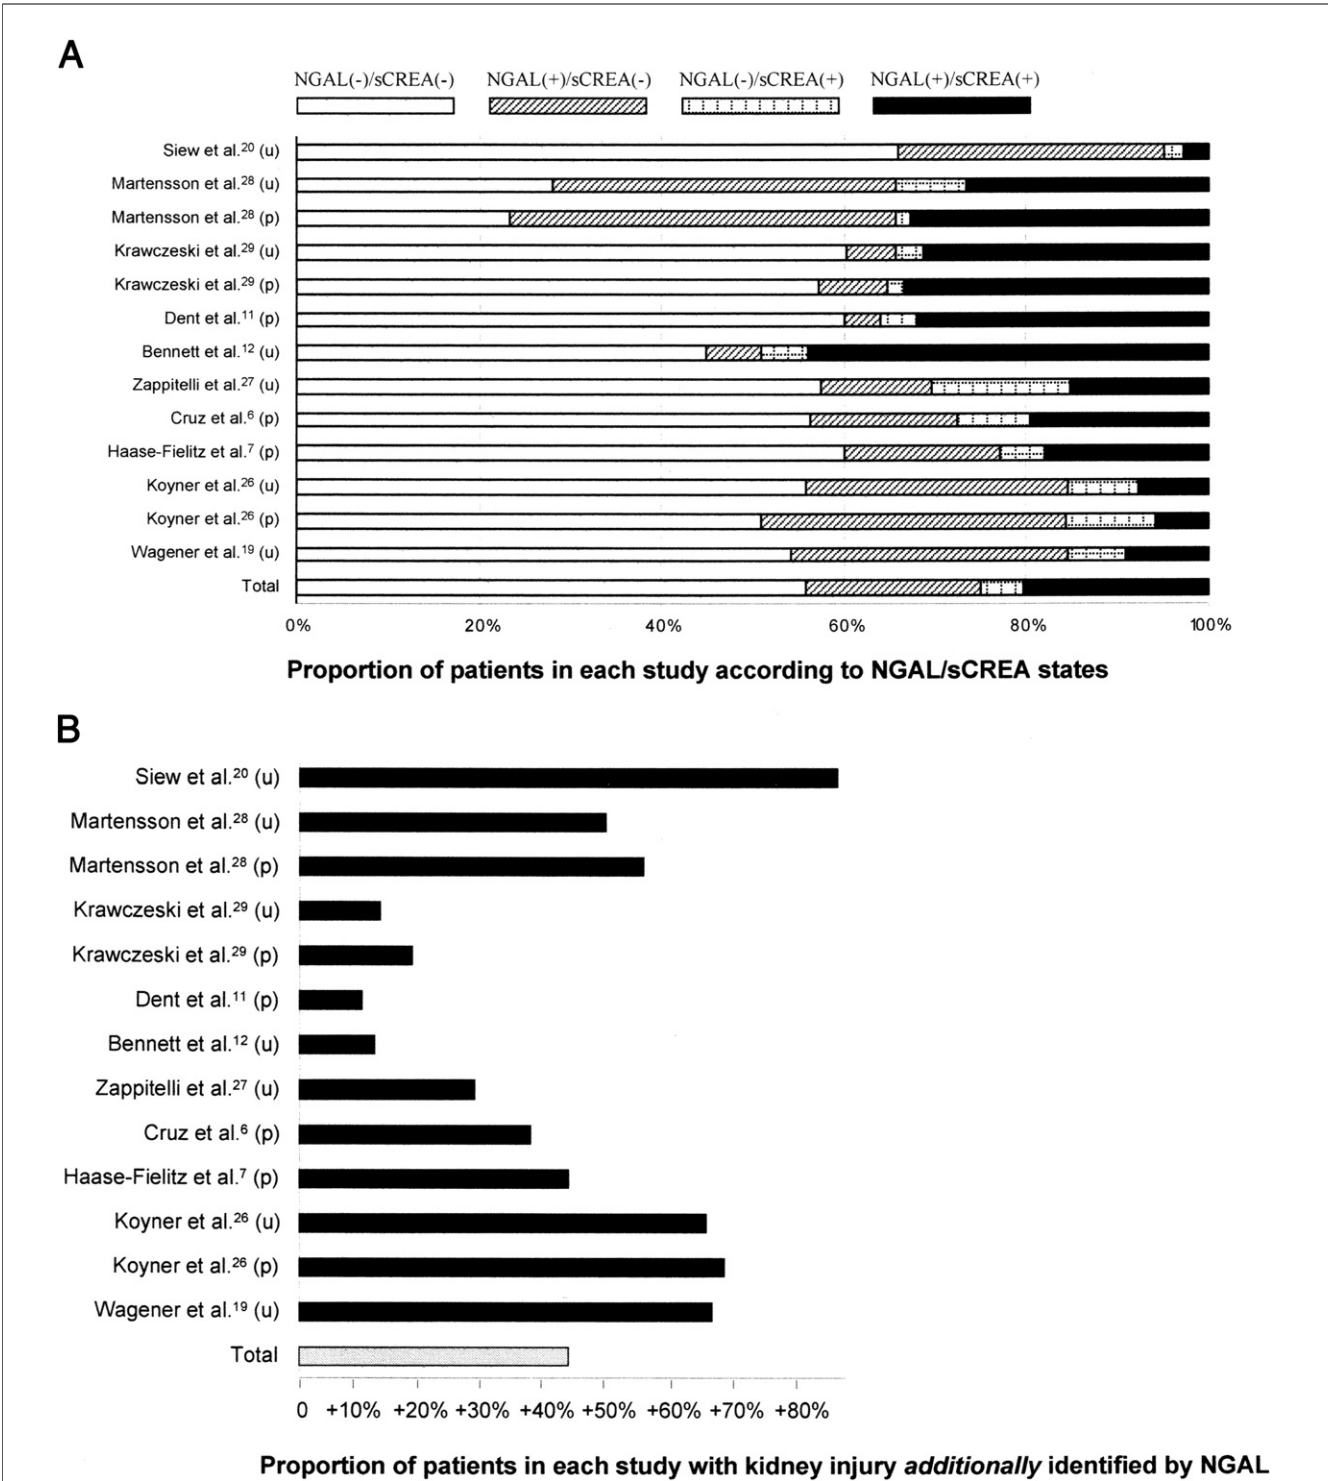 A
NGAL(-)/sCREA(-) NGAL(+)/sCREA(-) NGAL(-)/sCREA(+) NGAL(+)/sCREA(+)
Siew et al.20 (u)
Martensson et al.28 (u)
Martensson et al.28 (p)
Krawczeski et al.29 (u)
Krawczeski et al.29 (p)
Dent et al.11 (p)
Bennett et al.12 (u)
Zappitelli et al.27 (u)
Cruz et al.6 (p)
Haase-Fielitz et al.7 (p)
Koyner et al.26 (u)
Koyner et al.26 (p)
Wagener et al.19 (u)
Total
0% 20% 40% 60% 80% 100%
Proportion of patients in each study according to NGAL/sCREA states
B
Siew et al.20 (u)
Martensson et al.28 (u)
Martensson et al.28 (p)
Krawczeski et al.29 (u)
Krawczeski et al.29 (p)
Dent et al.11 (p)
Bennett et al.12 (u)
Zappitelli et al.27 (u)
Cruz et al.6 (p)
Haase-Fielitz et al.7 (p)
Koyner et al.26 (u)
Koyner et al.26 (p)
Wagener et al.19 (u)
Total
0 +10% +20% +30% +40% +50% +60% +70% +80%
Proportion of patients in each study with kidney injury additionally identified by NGAL